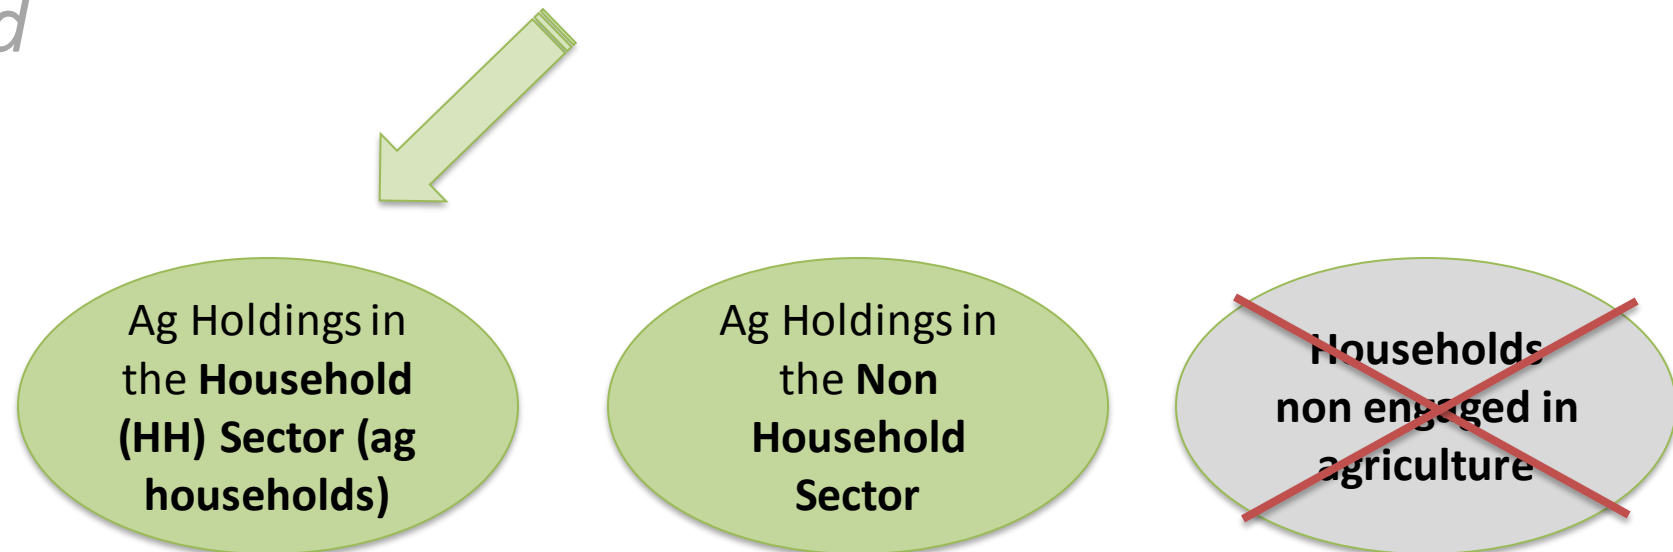 d
Ag Holdings in
the Household
(HH) Sector (ag
households)
Ag Holdings in
the Non
Household
Sector
Households
non engaged in
agriculture